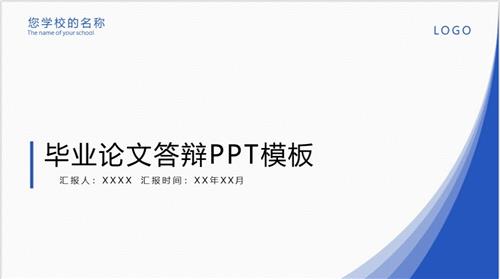 您学校的名称
The name of your school
LOGO
毕业论文答辩PPT模板
汇报人：XXXX 汇报时间：XX年XX月